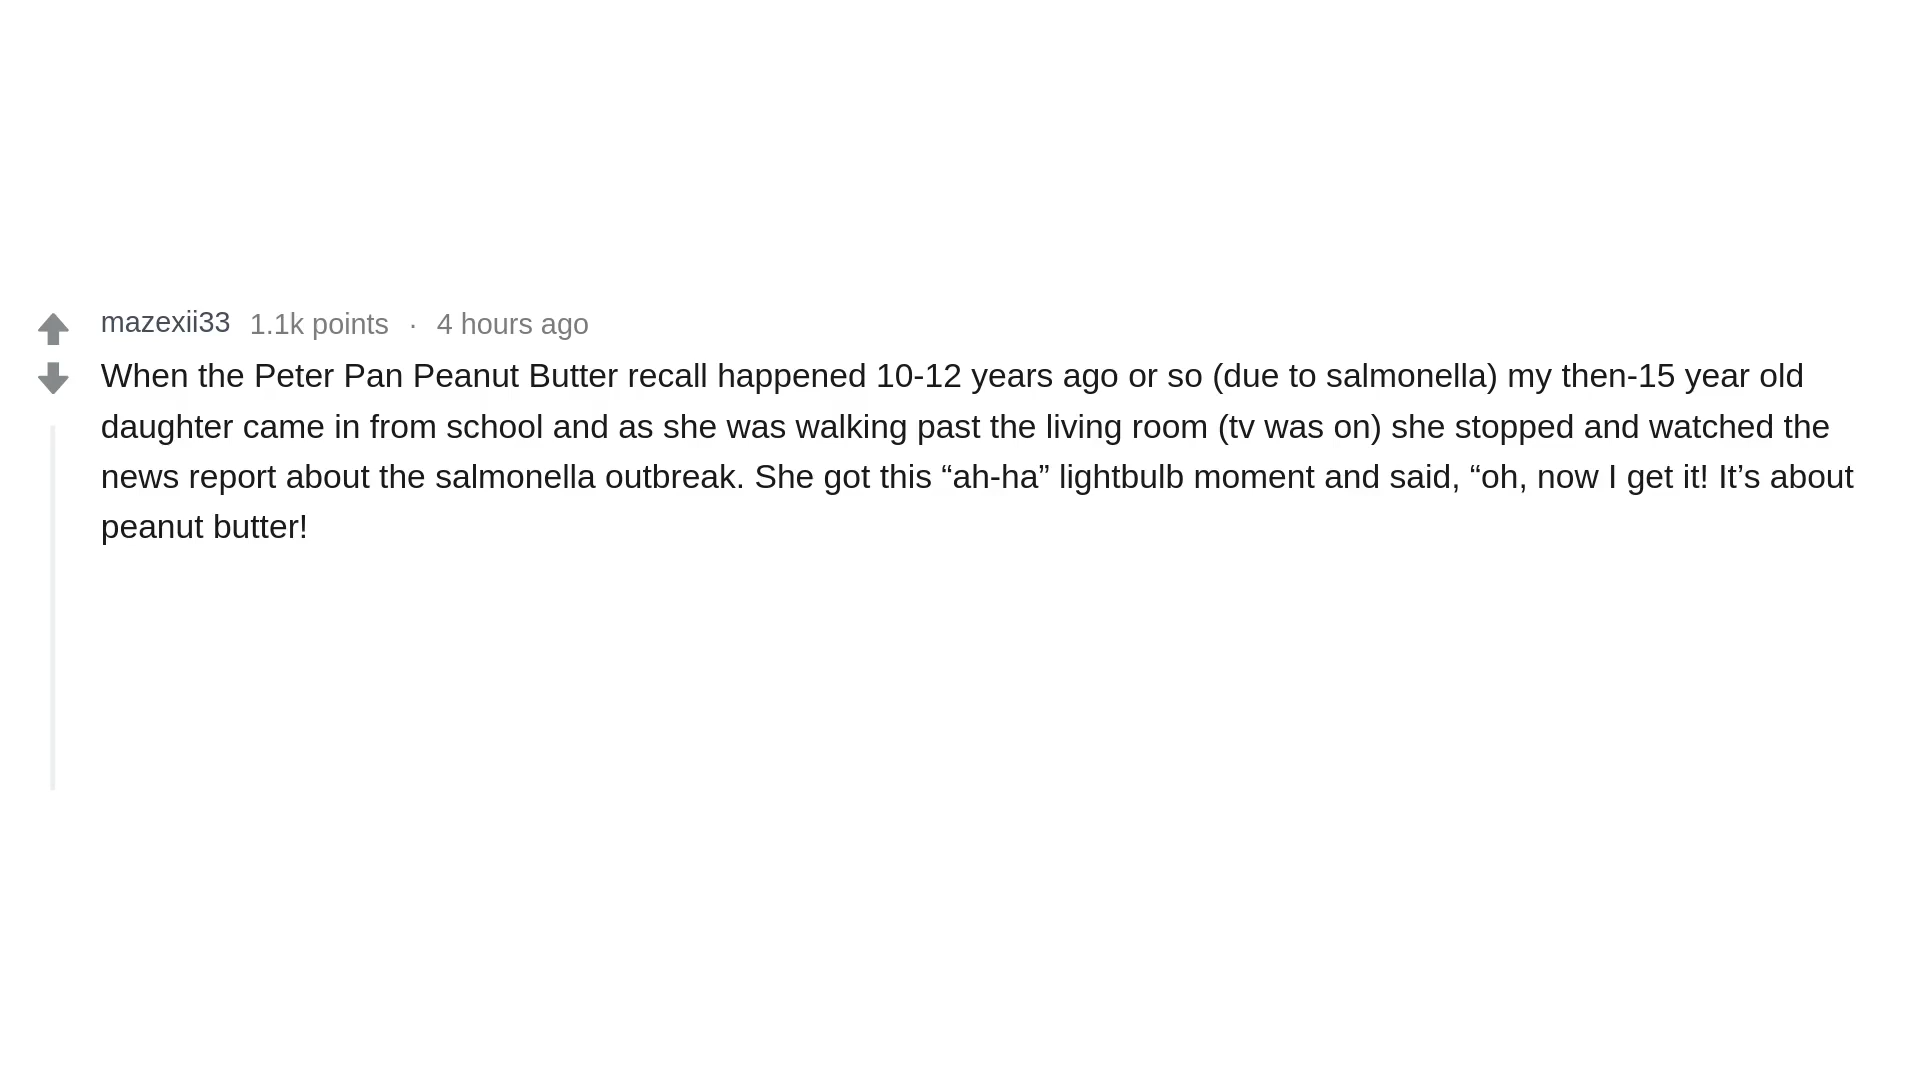 mazexii33 1.1k points · 4 hours ago
When the Peter Pan Peanut Butter recall happened 10-12 years ago or so (due to salmonella) my then-15 year old
daughter came in from school and as she was walking past the living room (tv was on) she stopped and watched the
news report about the salmonella outbreak. She got this “ah-ha” lightbulb moment and said, “oh, now I get it! It’s about
peanut butter!